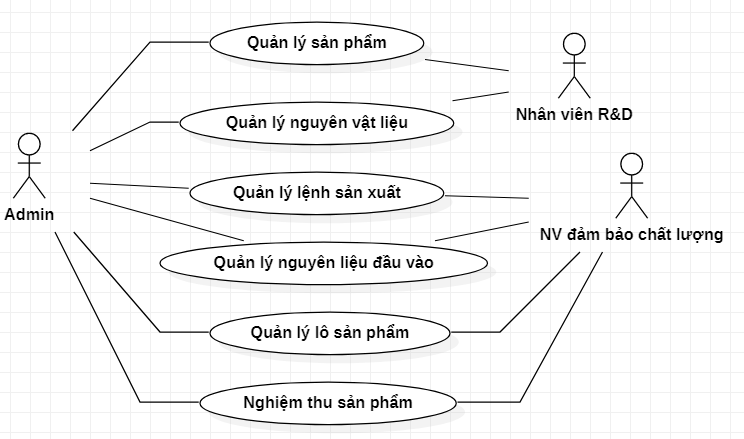 Quản lý sản phẩm
Nhân viên R&D
Quản lý nguyên vật liệu
Admin
Quản lý lệnh sản xuất
NV đảm bảo chất lượng
Quản lý nguyên liệu đầu vào
Quản lý lô sản phẩm
Nghiệm thu sản phẩm